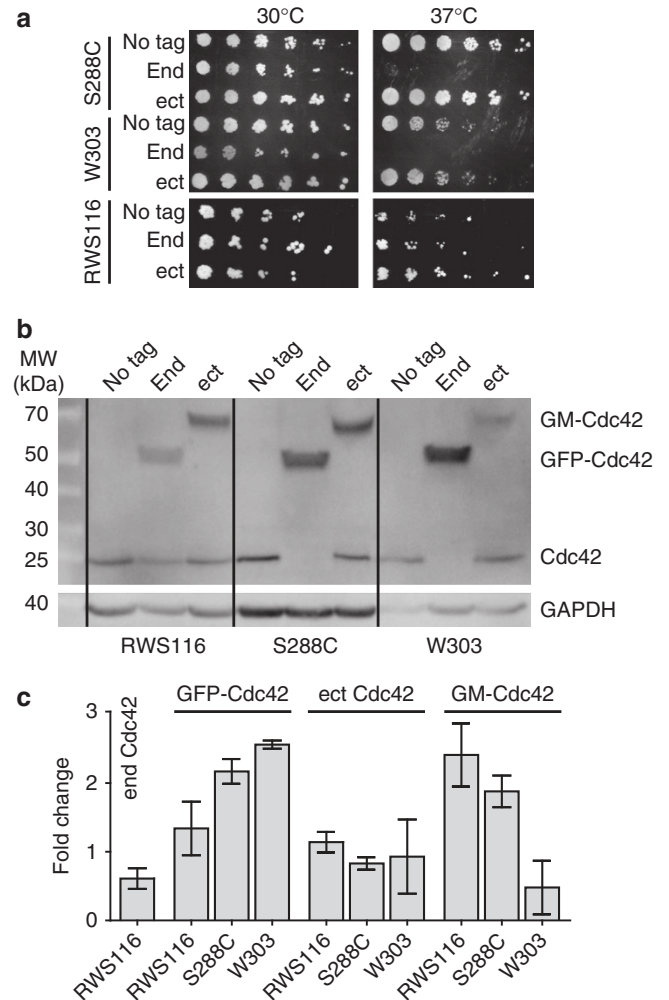 a
30°C 37°C
S288C
No tag
End
ect
W303
No tag
End
ect
RWS116
No tag
End
ect
b
MW
(kDa)
No tag End ect No tag End ect No tag End ect
70
50
40
30
25
40
GM-Cdc42
GFP-Cdc42
Cdc42
GAPDH
RWS116 S288C W303
c
end Cdc42
GFP-Cdc42 ect Cdc42 GM-Cdc42
Fold change
3
2
1
0
RWS116 RWS116 S288C W303 RWS116 S288C W303 RWS116 S288C W303